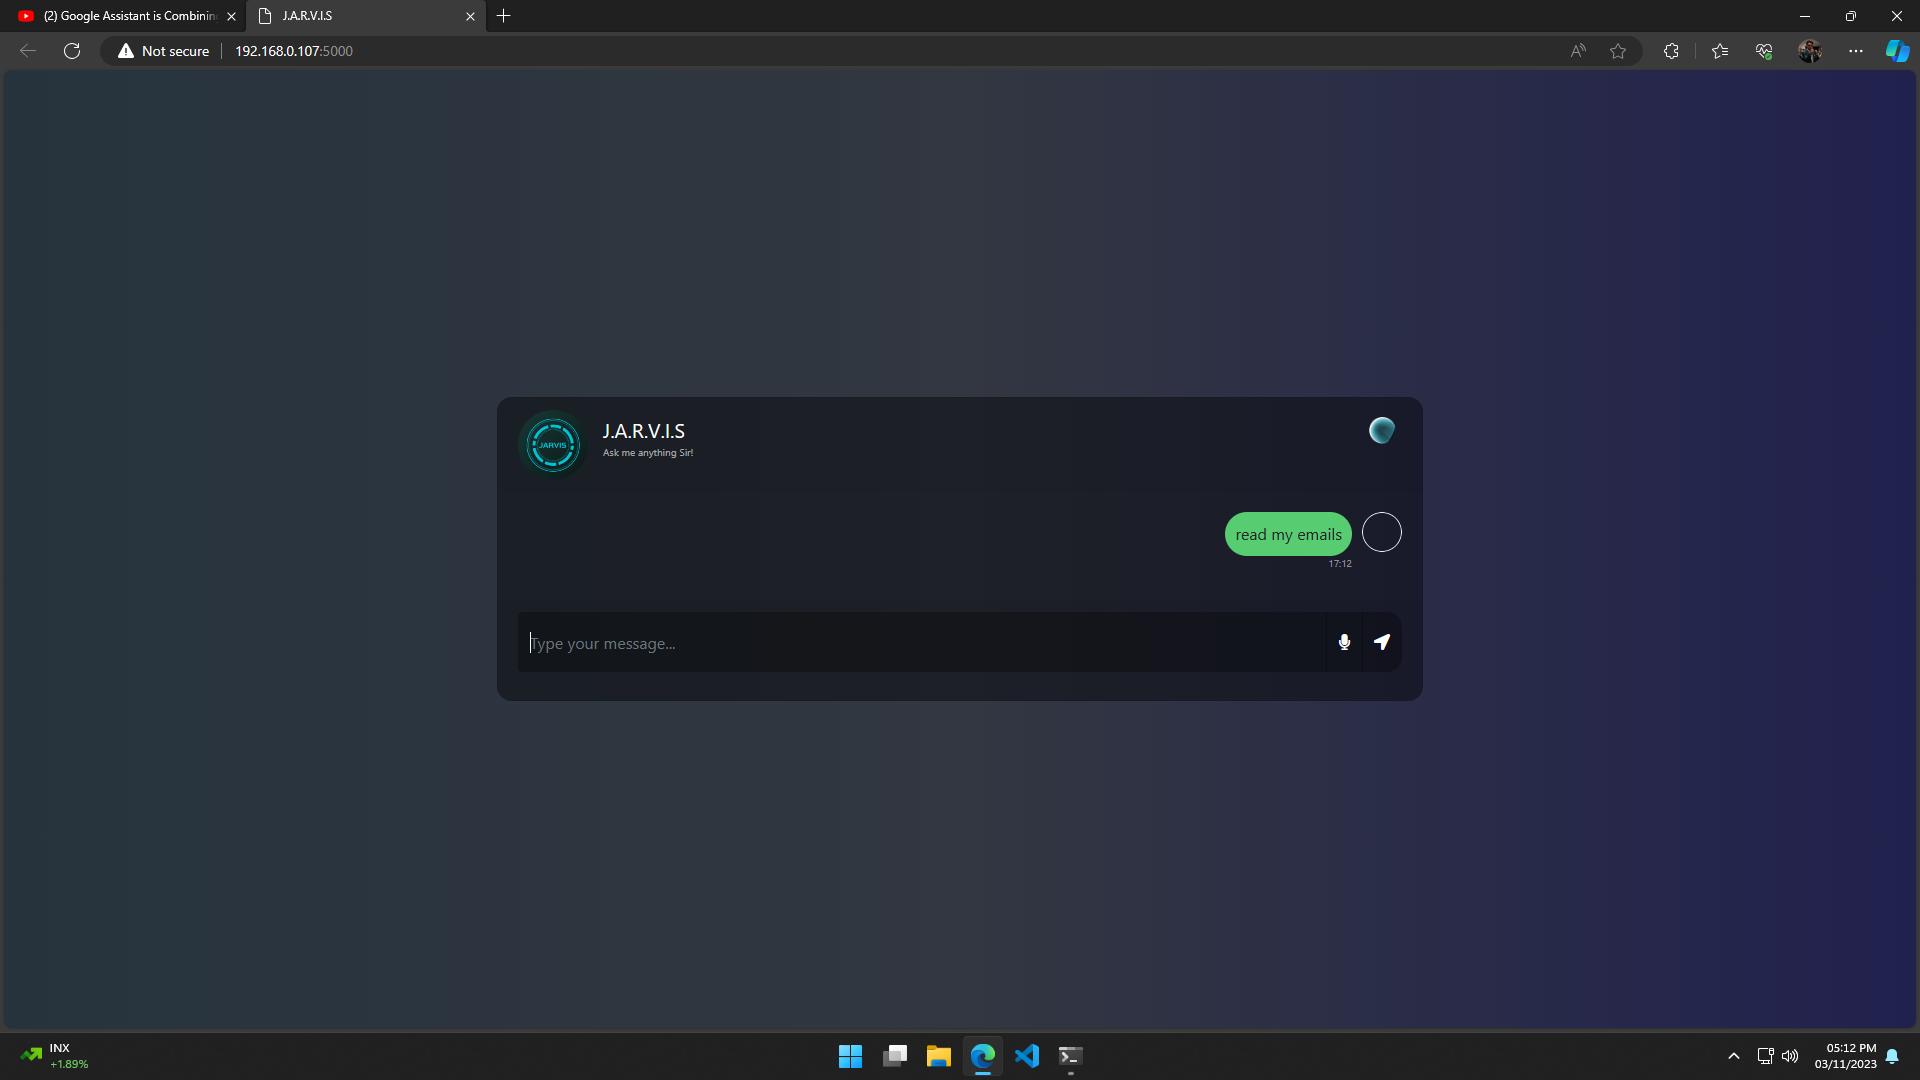 (2) Google Assistant is Combining
J.A.R.V.I.S
Not secure
192.168.0.107:5000
JARVIS
J.A.R.V.I.S
Ask me anything Sir!
read my emails
17:12
Type your message...
INX
+1.89%
05:12 PM
03/11/2023